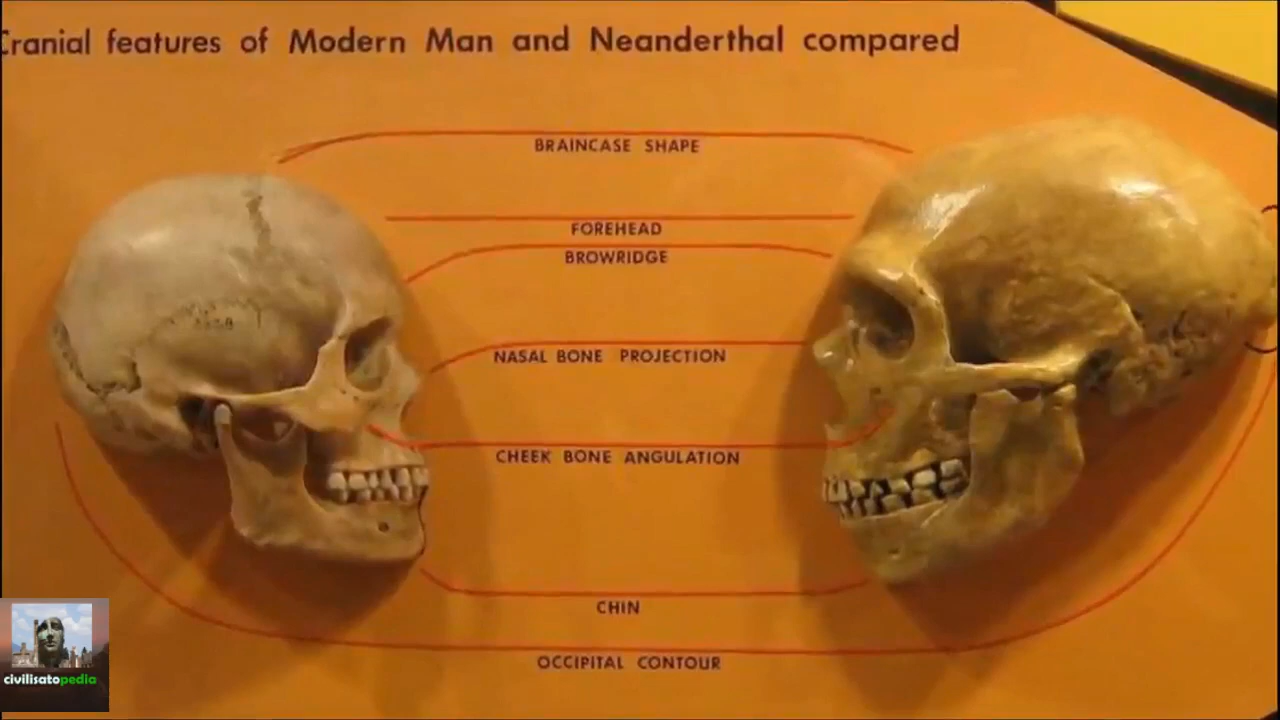 Cranial features of Modern Man and Neanderthal compared
BRAINCASE SHAPE
FOREHEAD
BROWRIDGE
NASAL BONE PROJECTION
CHEEK BONE ANGULATION
CHIN
OCCIPITAL CONTOUR
civilisatopedia